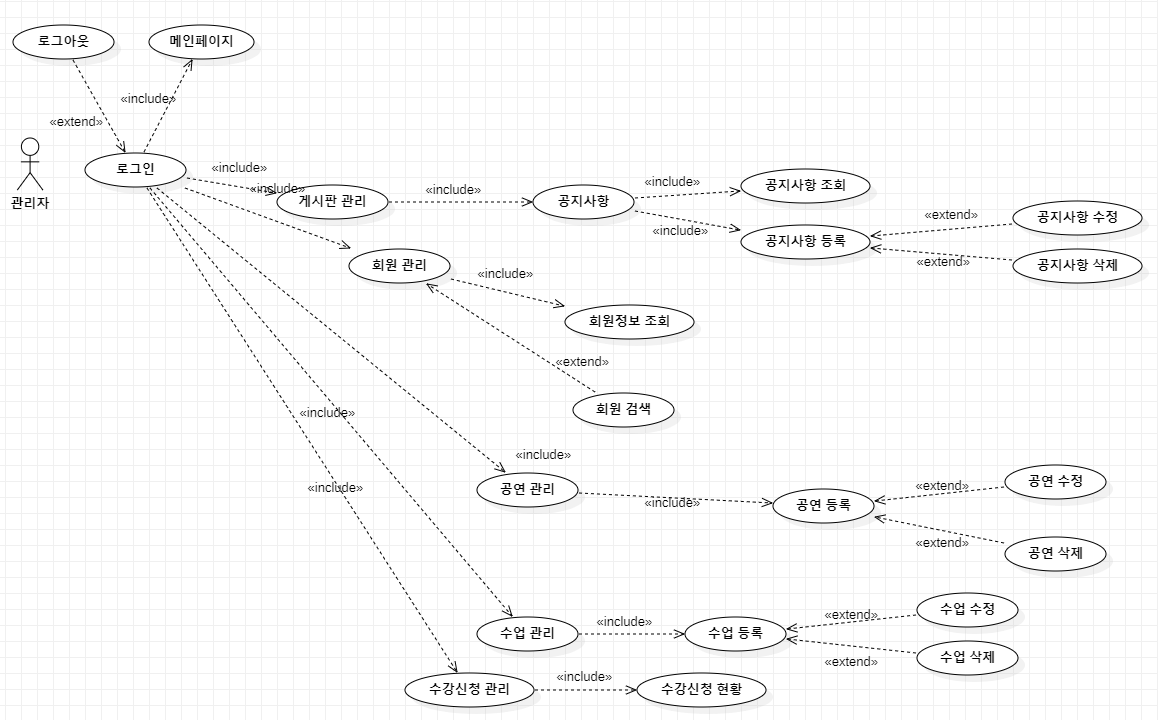 로그아웃
메인페이지
«include»
«extend»
관리자
로그인
«include»
«include»
게시판 관리
«include»
공지사항
«include»
공지사항 조회
«include»
공지사항 등록
«extend»
공지사항 수정
«extend»
공지사항 삭제
회원 관리
«include»
회원정보 조회
«extend»
회원 검색
«include»
«include»
«include»
공연 관리
«include»
공연 등록
«extend»
공연 수정
«extend»
공연 삭제
수업 관리
«include»
수업 등록
«extend»
수업 수정
«extend»
수업 삭제
수강신청 관리
«include»
수강신청 현황